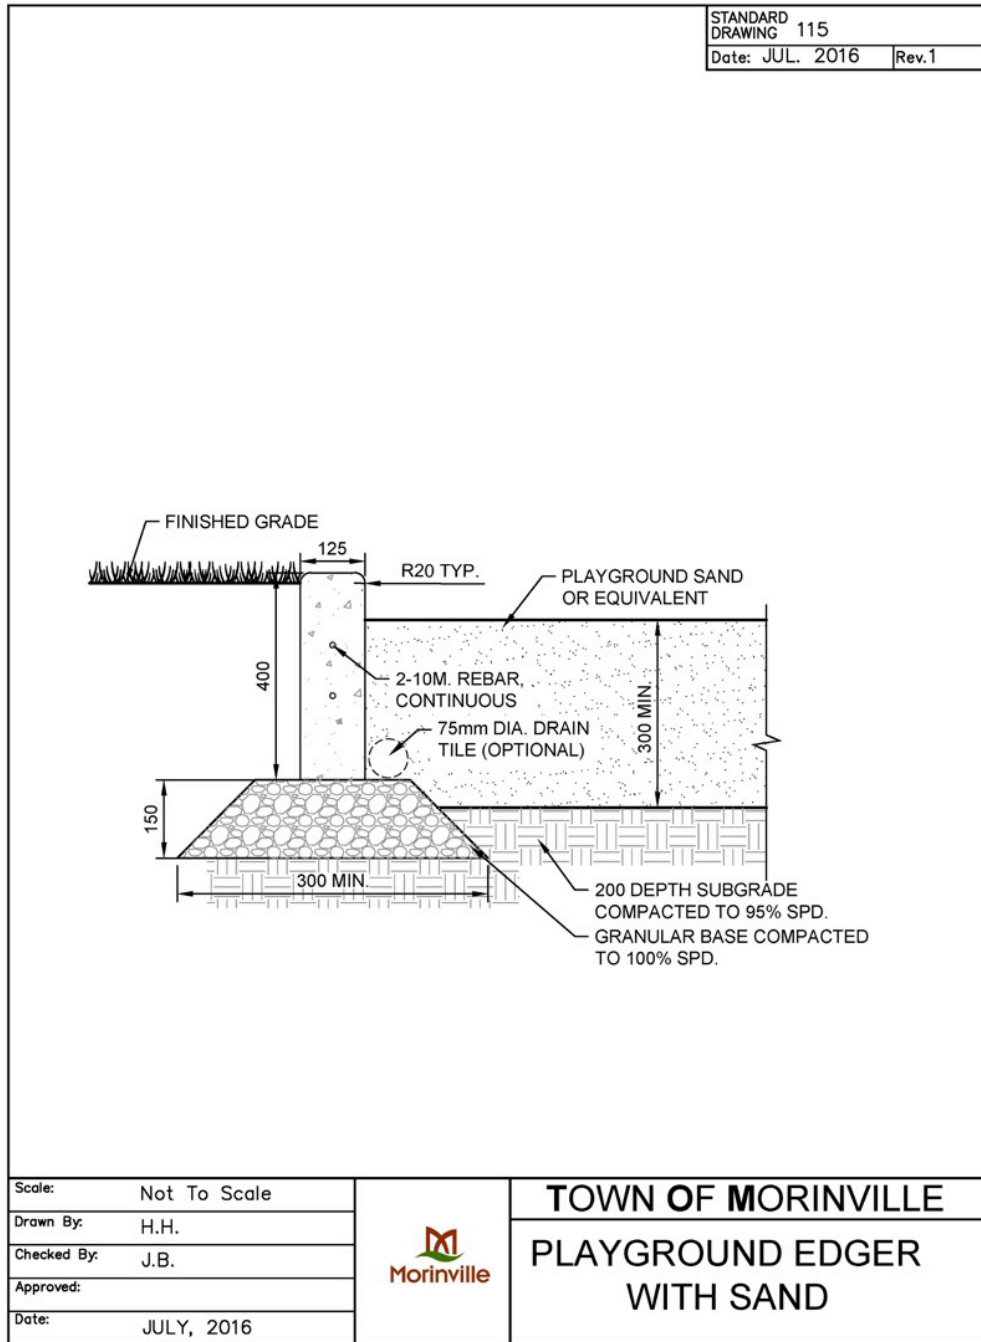 STANDARD
DRAWING 115
Date: JUL. 2016 Rev.1
FINISHED GRADE
125
R20 TYP.
PLAYGROUND SAND
OR EQUIVALENT
400
2-10M. REBAR,
CONTINUOUS
300 MIN.
75mm DIA. DRAIN
TILE (OPTIONAL)
150
300 MIN.
200 DEPTH SUBGRADE
COMPACTED TO 95% SPD.
GRANULAR BASE COMPACTED
TO 100% SPD.
Scale: Not To Scale
Drawn By: H.H.
Checked By: J.B.
Approved:
Date: JULY, 2016
Morinville
TOWN OF MORINVILLE
PLAYGROUND EDGER
WITH SAND